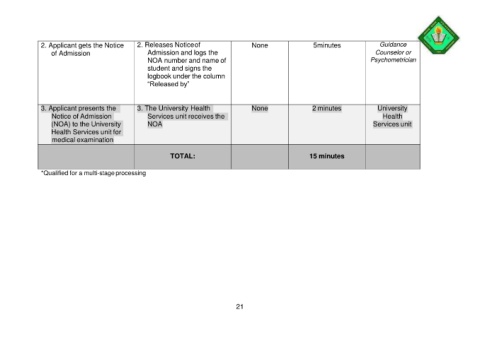 2. Applicant gets the Notice
of Admission
2. Releases Noticeof
Admission and logs the
NOA number and name of
student and signs the
logbook under the column
“Released by”
None
5minutes
Guidance
Counselor or
Psychometrician
3. Applicant presents the
Notice of Admission
(NOA) to the University
Health Services unit for
medical examination
3. The University Health
Services unit receives the
NOA
None
2 minutes
University
Health
Services unit
TOTAL:
15 minutes
*Qualified for a multi-stage processing
21